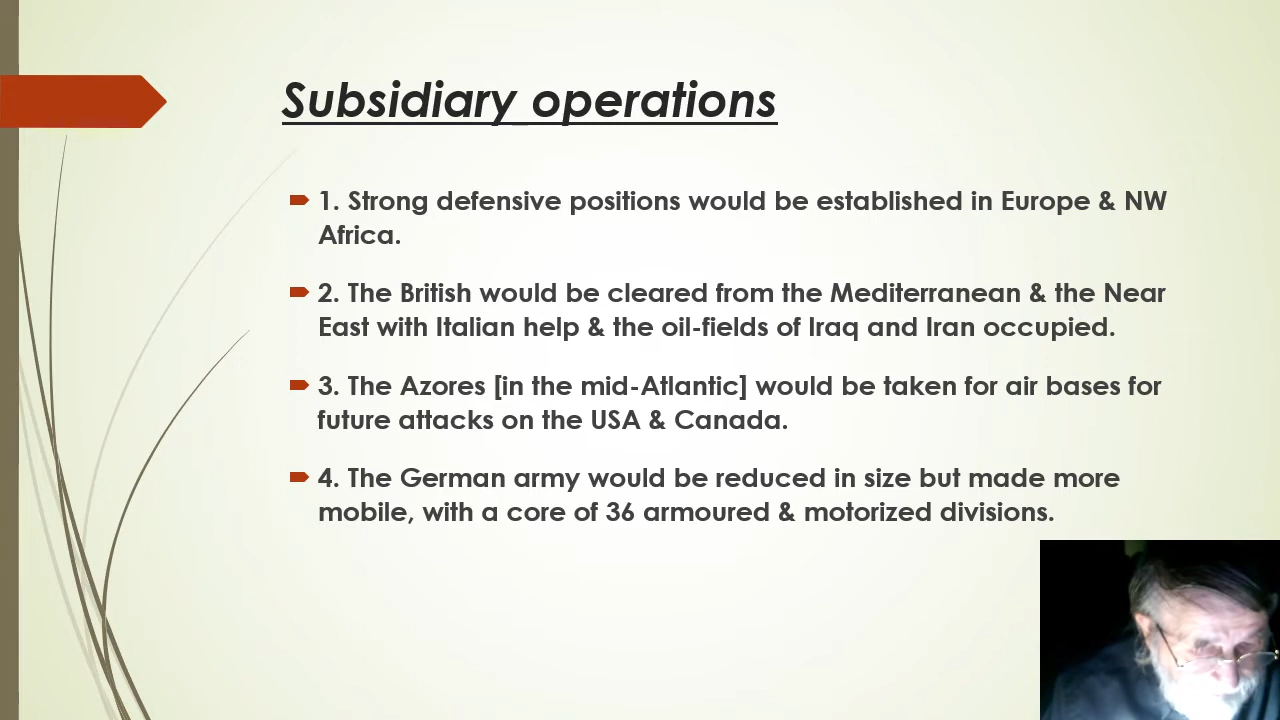 Subsidiary operations
1. Strong defensive positions would be established in Europe & NW
Africa.
2. The British would be cleared from the Mediterranean & the Near
East with Italian help & the oil-fields of Iraq and Iran occupied.
3. The Azores [in the mid-Atlantic] would be taken for air bases for
future attacks on the USA & Canada.
4. The German army would be reduced in size but made more
mobile, with a core of 36 armoured & motorized divisions.